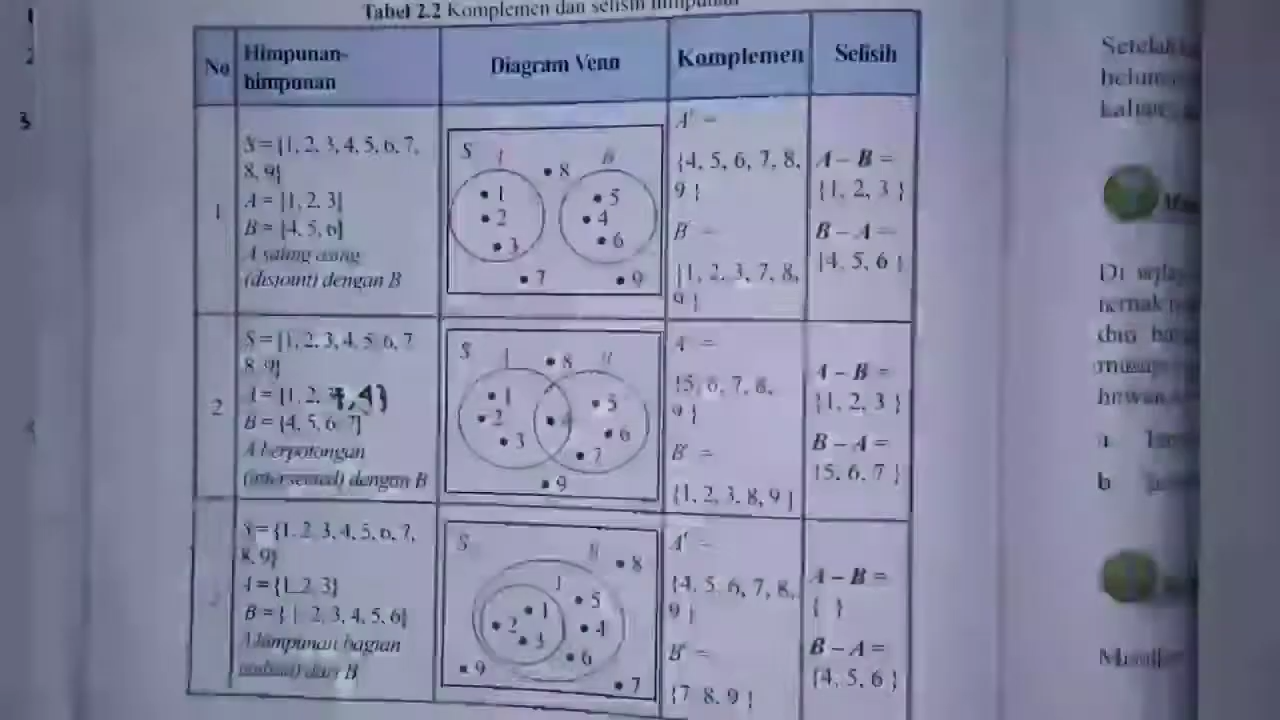 Tabel 2.2 Komplemen dan selisih himpunan
No
Himpunan-
himpunan
Diagram Venn
Komplemen
Selisih
1
S = {1, 2, 3, 4, 5, 6, 7,
8, 9}
A = {1, 2, 3}
B = {4, 5, 6}
A saling asing
(disjoint) dengan B
S
B
8
1
2
3
5
4
6
7
9
A' =
{4, 5, 6, 7, 8,
9 }
B' =
{1, 2, 3, 7, 8,
9 }
A – B =
{1, 2, 3 }
B – A =
{4, 5, 6 }
2
S = {1, 2, 3, 4, 5, 6, 7
8, 9}
A = {1, 2, 3,4}
B = {4, 5, 6, 7}
A berpotongan
(intersected) dengan B
S
8
1
2
3
4
5
6
7
9
=
{5, 6, 7, 8,
9 }
B' =
{1, 2, 3, 8, 9 }
A – B =
{1, 2, 3 }
B – A =
{5, 6, 7 }
S = {1, 2, 3, 4, 5, 6, 7,
8, 9}
A = {1, 2, 3}
B = { 1, 2, 3, 4, 5, 6}
A himpunan bagian
dari B
S
B
8
1
2
3
5
4
6
9
7
A' =
{4, 5, 6, 7, 8,
9 }
B' =
{7, 8, 9 }
A – B =
{ }
B – A =
{4, 5, 6 }
2
3
Di
b